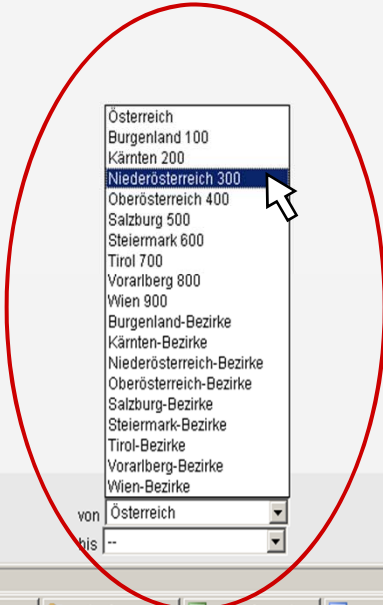 Österreich
Burgenland 100
Kärnten 200
Niederösterreich 300
Oberösterreich 400
Salzburg 500
Steiermark 600
Tirol 700
Vorarlberg 800
Wien 900
Burgenland-Bezirke
Kärnten-Bezirke
Niederösterreich-Bezirke
Oberösterreich-Bezirke
Salzburg-Bezirke
Steiermark-Bezirke
Tirol-Bezirke
Vorarlberg-Bezirke
Wien-Bezirke
von Österreich
bis --